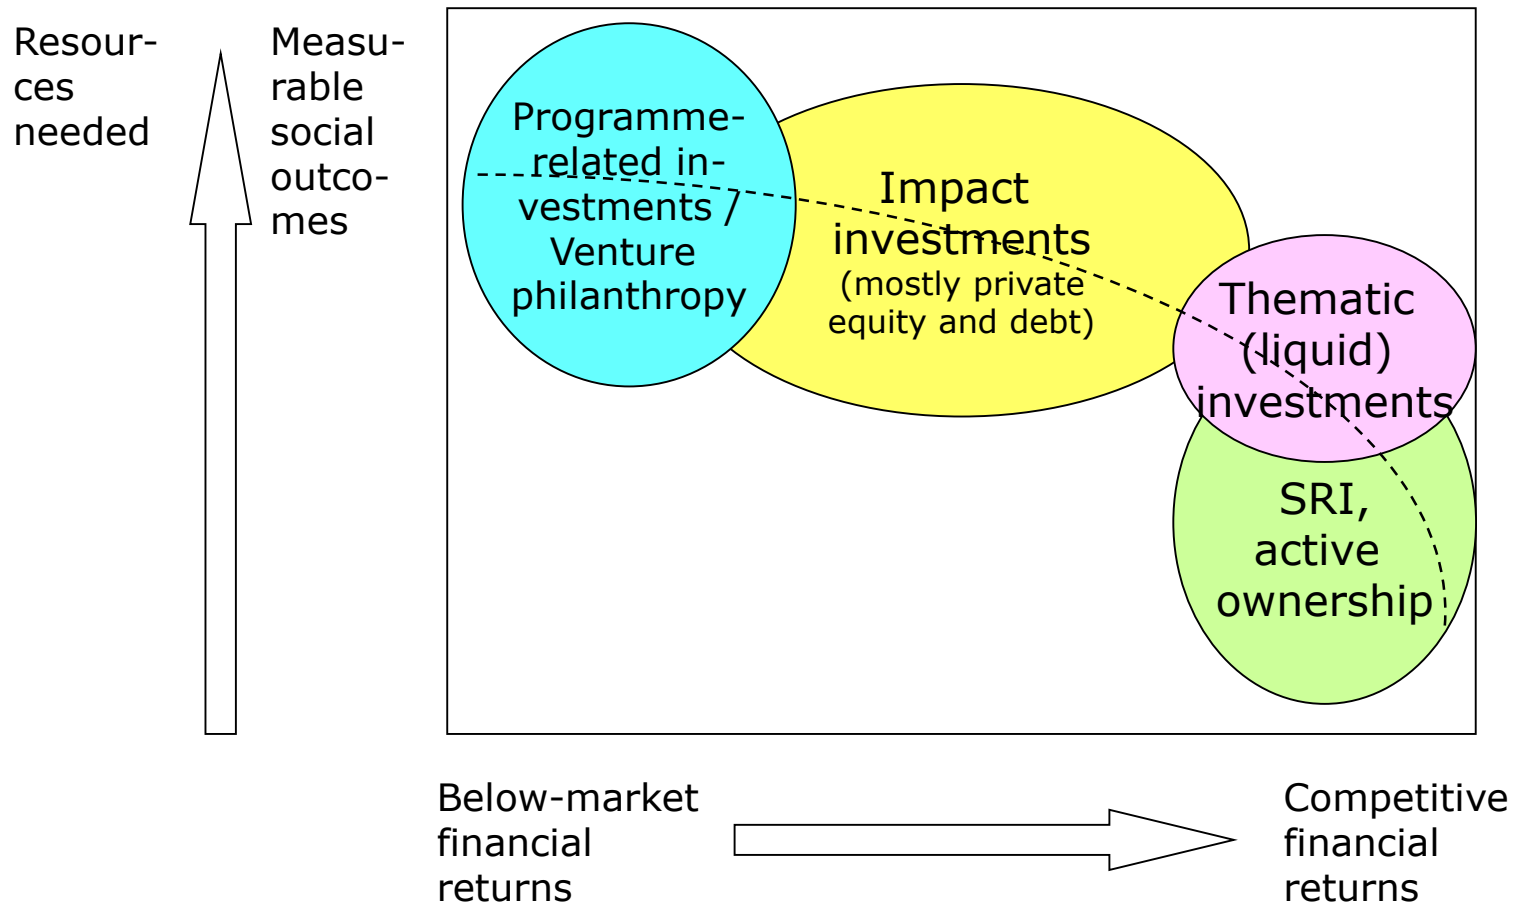 Resour-
ces
needed
Measu-
rable
social
outco-
mes
Programme-
related in-
vestments /
Venture
philanthropy
Impact
investments
(mostly private
equity and debt)
Thematic
(liquid)
investments
SRI,
active
ownership
Below-market
financial
returns
Competitive
financial
returns